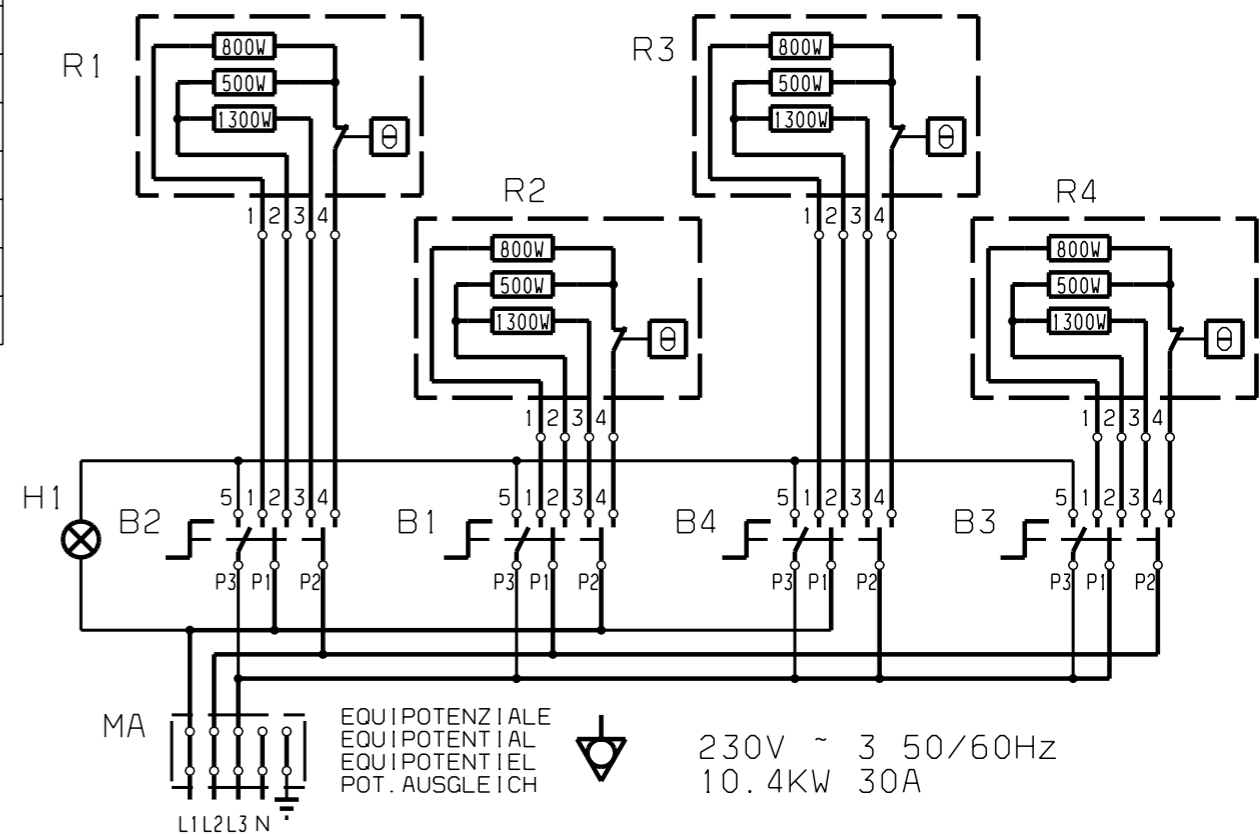 R1
800W
500W
1300W
θ
1 2 3 4
R3
800W
500W
1300W
θ
1 2 3 4
R2
800W
500W
1300W
θ
1 2 3 4
R4
800W
500W
1300W
θ
1 2 3 4
H1
B2
5 1 2 3 4
P3 P1 P2
B1
5 1 2 3 4
P3 P1 P2
B4
5 1 2 3 4
P3 P1 P2
B3
5 1 2 3 4
P3 P1 P2
MA
L1 L2 L3 N
EQUIPOTENZIALE
EQUIPOTENTIAL
EQUIPOTENTIEL
POT. AUSGLEICH
230V ~ 3 50/60Hz
10.4KW 30A